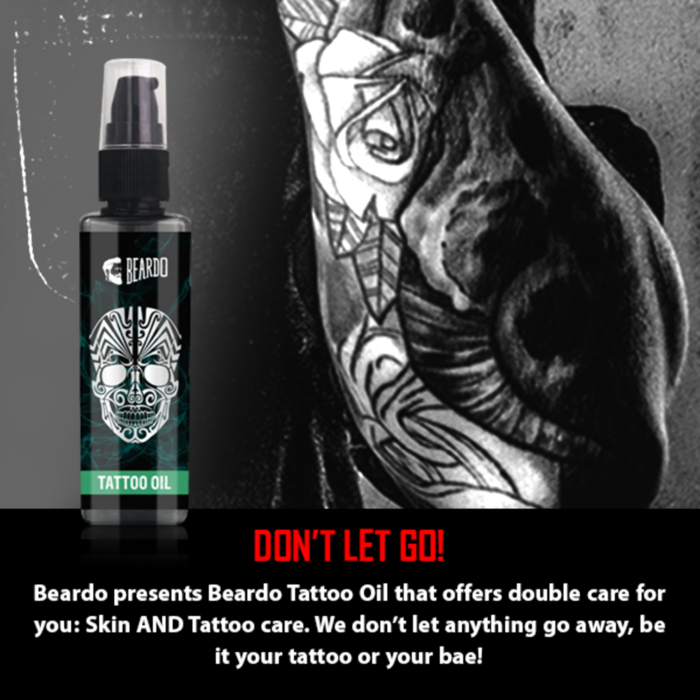 BEARDO
TATTOO OIL
DON'T LET GO!
Beardo presents Beardo Tattoo Oil that offers double care for
you: Skin AND Tattoo care. We don't let anything go away, be
it your tattoo or your bae!